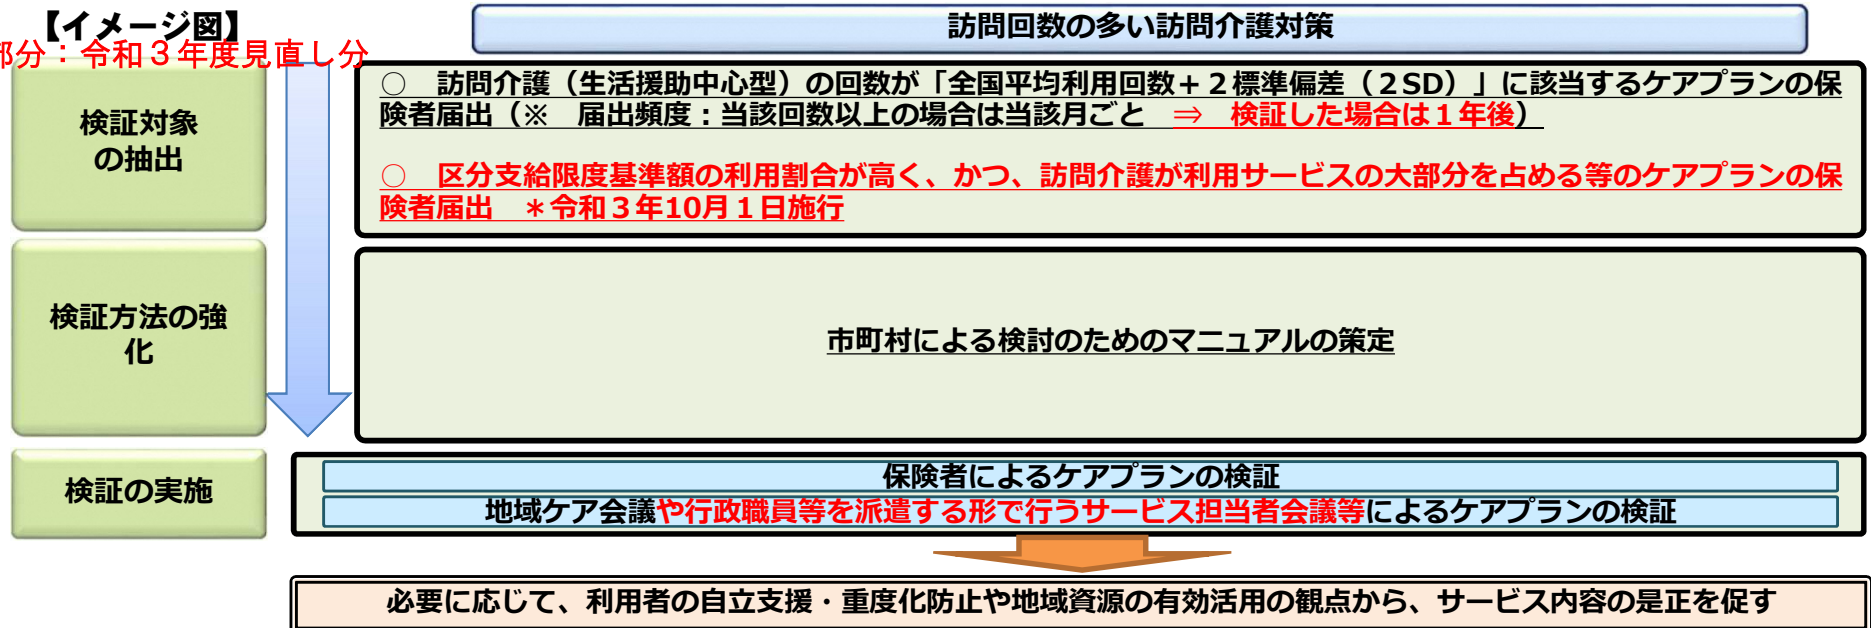 【イメージ図】
部分：令和３年度見直し分
訪問回数の多い訪問介護対策
検証対象
の抽出
○　訪問介護（生活援助中心型）の回数が「全国平均利用回数＋２標準偏差（２SD）」に該当するケアプランの保
険者届出（※　届出頻度：当該回数以上の場合は当該月ごと　⇒　検証した場合は１年後）
○　区分支給限度基準額の利用割合が高く、かつ、訪問介護が利用サービスの大部分を占める等のケアプランの保
険者届出　＊令和３年10月１日施行
検証方法の強
化
市町村による検討のためのマニュアルの策定
検証の実施
保険者によるケアプランの検証
地域ケア会議や行政職員等を派遣する形で行うサービス担当者会議等によるケアプランの検証
必要に応じて、利用者の自立支援・重度化防止や地域資源の有効活用の観点から、サービス内容の是正を促す